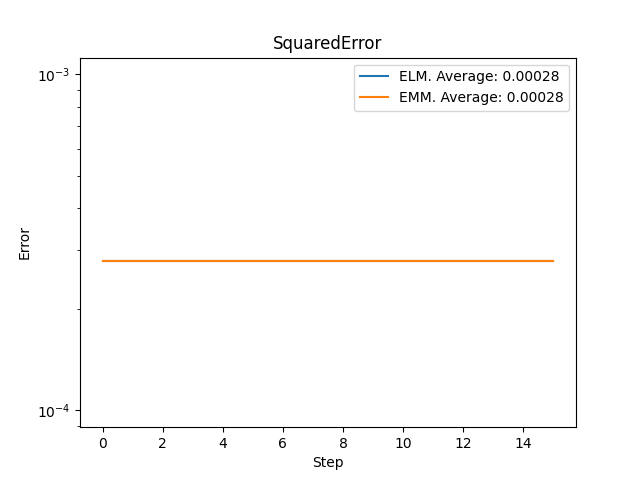 SquaredError
ELM. Average: 0.00028
EMM. Average: 0.00028
10⁻³
10⁻⁴
Error
0 2 4 6 8 10 12 14
Step